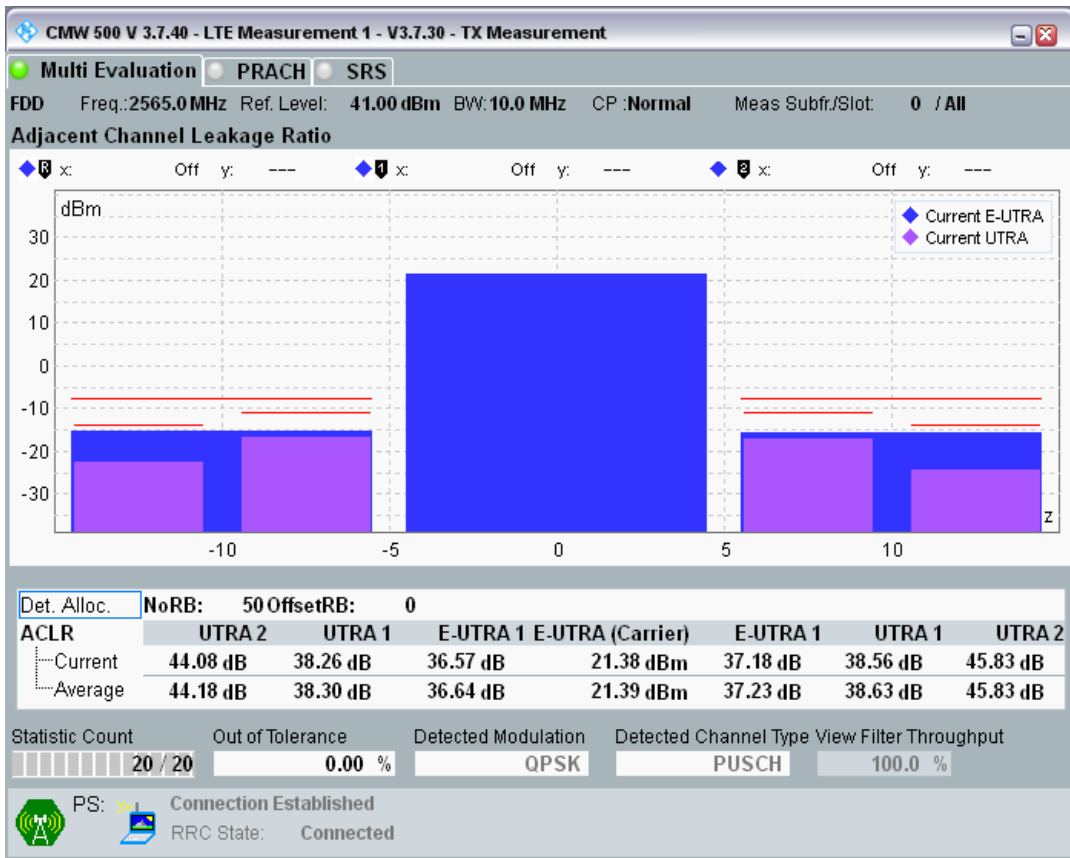 CMW 500 V 3.7.40 - LTE Measurement 1 - V3.7.30 - TX Measurement
Multi Evaluation PRACH SRS
FDD Freq.:2565.0 MHz Ref. Level: 41.00 dBm BW:10.0 MHz CP :Normal Meas Subfr./Slot: 0 / All
Adjacent Channel Leakage Ratio
R x: Off y: --- 1 x: Off y: --- 2 x: Off y: ---
dBm
Current E-UTRA
Current UTRA
30
20
10
0
-10
-20
-30
z
-10 -5 0 5 10
Det. Alloc. NoRB: 50 OffsetRB: 0
ACLR UTRA 2 UTRA 1 E-UTRA 1 E-UTRA (Carrier) E-UTRA 1 UTRA 1 UTRA 2
Current 44.08 dB 38.26 dB 36.57 dB 21.38 dBm 37.18 dB 38.56 dB 45.83 dB
Average 44.18 dB 38.30 dB 36.64 dB 21.39 dBm 37.23 dB 38.63 dB 45.83 dB
Statistic Count Out of Tolerance Detected Modulation Detected Channel Type View Filter Throughput
20 / 20 0.00 % QPSK PUSCH 100.0 %
PS: Connection Established
RRC State: Connected